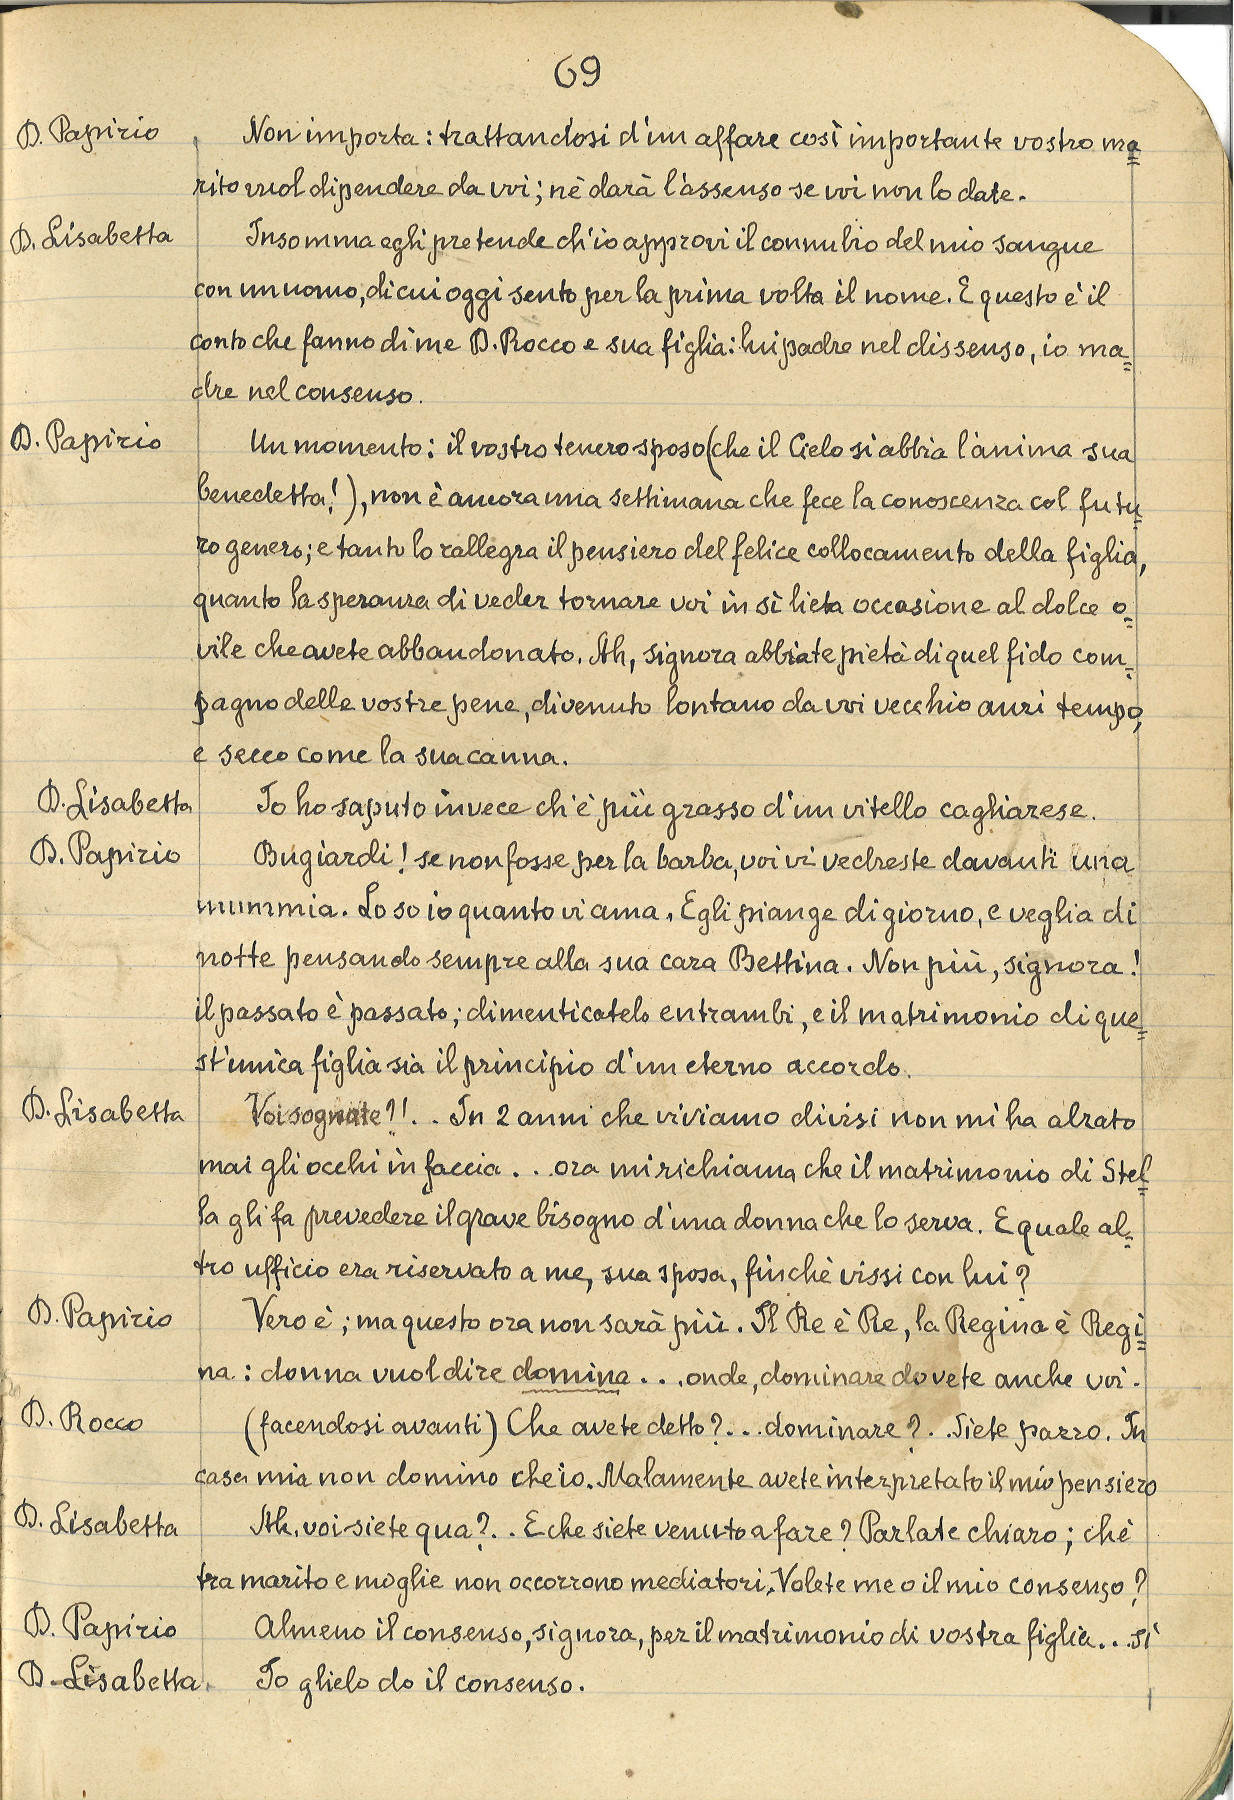 69
D. Papirio Non importa: trattandosi d'un affare così importante vostro ma=
rito vuol dipendere da voi; nè darà l'assenso se voi non lo date.
D. Lisabetta Insomma egli pretende ch'io approvi il connubio del mio sangue
con un uomo, di cui oggi sento per la prima volta il nome. E questo è il
conto che fanno di me D. Rocco e sua figlia: lui padre nel dissenso, io ma=
dre nel consenso.
D. Papirio Un momento: il vostro tenero sposo (che il Cielo si abbia l'anima sua
benedetta!), non è ancora una settimana che fece la conoscenza col futu=
ro genero; e tanto lo rallegra il pensiero del felice collocamento della figlia,
quanto la speranza di veder tornare voi in sì lieta occasione al dolce o=
vile che avete abbandonato. Ah, signora abbiate pietà di quel fido com=
pagno delle vostre pene, divenuto lontano da voi vecchio anzi tempo,
e secco come la sua canna.
D. Lisabetta Io ho saputo invece ch'è più grasso d'un vitello cagliarese.
D. Papirio Bugiardi! se non fosse per la barba, voi vi vedreste davanti una
mummia. Lo so io quanto vi ama. Egli piange di giorno, e veglia di
notte pensando sempre alla sua cara Bettina. Non più, signora!
il passato è passato; dimenticatelo entrambi, e il matrimonio di que=
st'unica figlia sia il principio d'un eterno accordo.
D. Lisabetta Voi sognate?!.. In 2 anni che viviamo divisi non mi ha alzato
mai gli occhi in faccia... ora mi richiama che il matrimonio di Stel=
la gli fa prevedere il grave bisogno d'una donna che lo serva. E quale al=
tro ufficio era riservato a me, sua sposa, finchè vissi con lui?
D. Papirio Vero è; ma questo ora non sarà più. Il Re è Re, la Regina è Regi=
na: donna vuol dire domina... onde, dominare dovete anche voi.
D. Rocco (facendosi avanti) Che avete detto?... dominare?.. Siete pazzo. In
casa mia non domino che io. Malamente avete interpretato il mio pensiero
D. Lisabetta Ah, voi siete qua?.. E che siete venuto a fare? Parlate chiaro; chè
tra marito e moglie non occorrono mediatori. Volete me o il mio consenso?
D. Papirio Almeno il consenso, signora, per il matrimonio di vostra figlia... sì
D. Lisabetta Io glielo do il consenso.